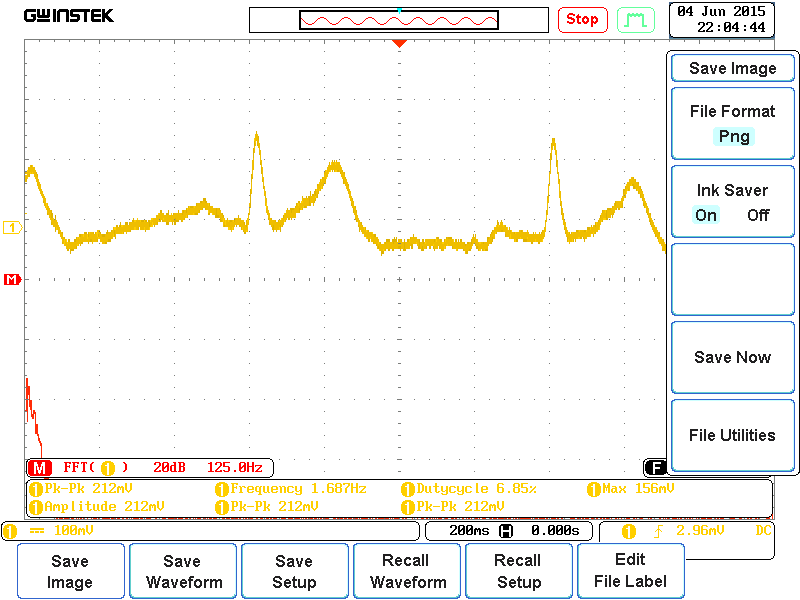 GWINSTEK
Stop
04 Jun 2015
22:04:44
Save Image
File Format
Png
Ink Saver
On Off
Save Now
File Utilities
1
M
M FFT( 1 ) 20dB 125.0Hz
F
1 Pk-Pk 212mV 1 Frequency 1.687Hz 1 Dutycycle 6.85% 1 Max 156mV
1 Amplitude 212mV 1 Pk-Pk 212mV 1 Pk-Pk 212mV
1 100mV 200ms H 0.000s 1 2.96mV DC
Save
Image
Save
Waveform
Save
Setup
Recall
Waveform
Recall
Setup
Edit
File Label